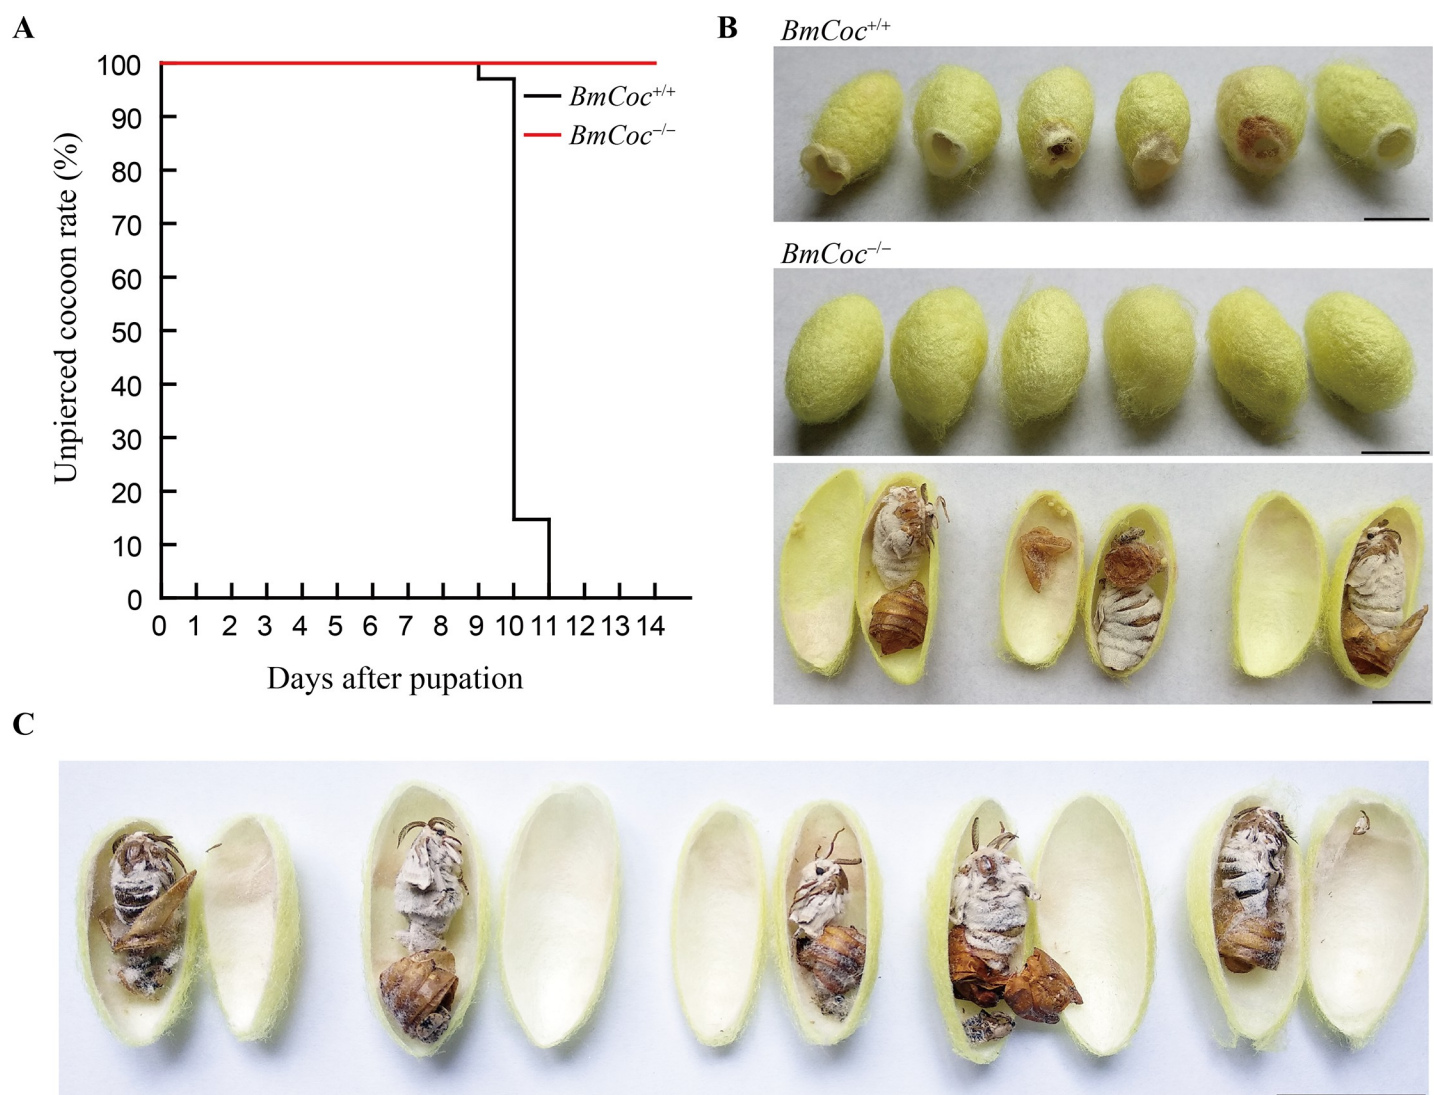 A
B
BmCoc+/+
100
90
80
70
60
50
40
30
20
10
0
Unpierced cocoon rate (%)
BmCoc+/+
BmCoc−/−
0 1 2 3 4 5 6 7 8 9 10 11 12 13 14
Days after pupation
BmCoc−/−
C